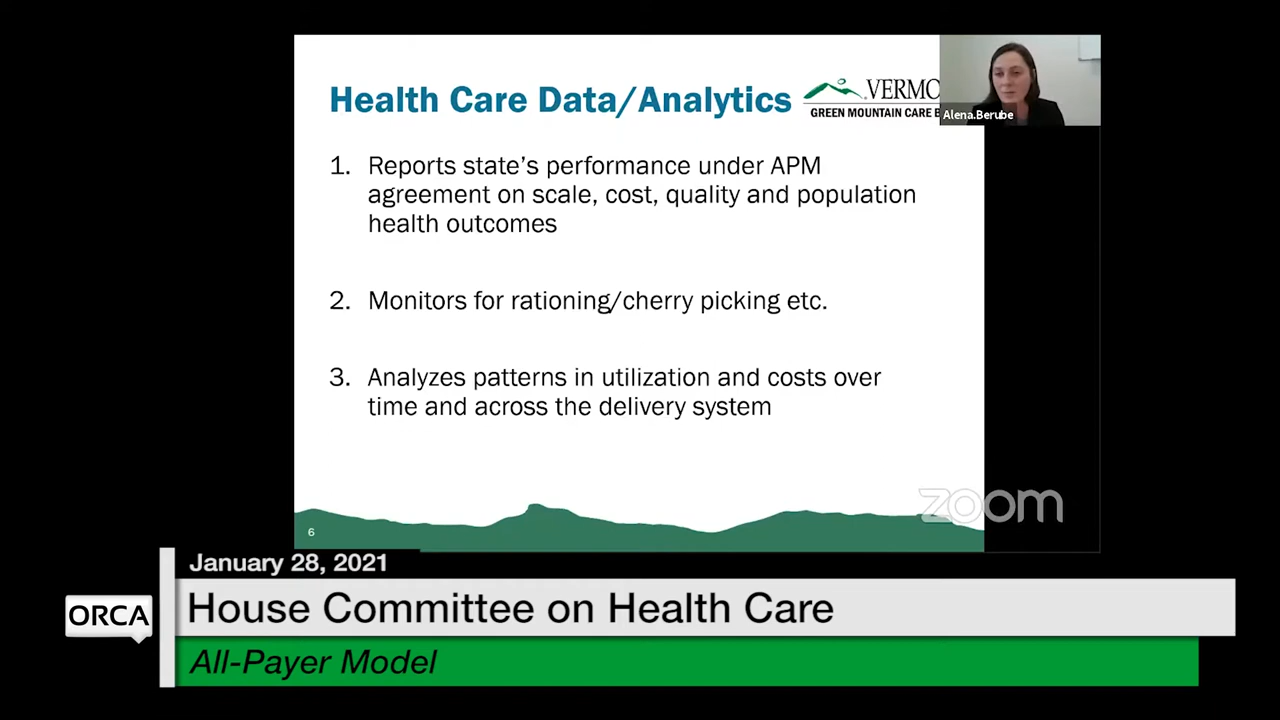 Health Care Data/Analytics
VERMO
GREEN MOUNTAIN CARE B
Alena.Berube
1. Reports state's performance under APM
agreement on scale, cost, quality and population
health outcomes
2. Monitors for rationing/cherry picking etc.
3. Analyzes patterns in utilization and costs over
time and across the delivery system
zoom
6
January 28, 2021
ORCA
House Committee on Health Care
All-Payer Model